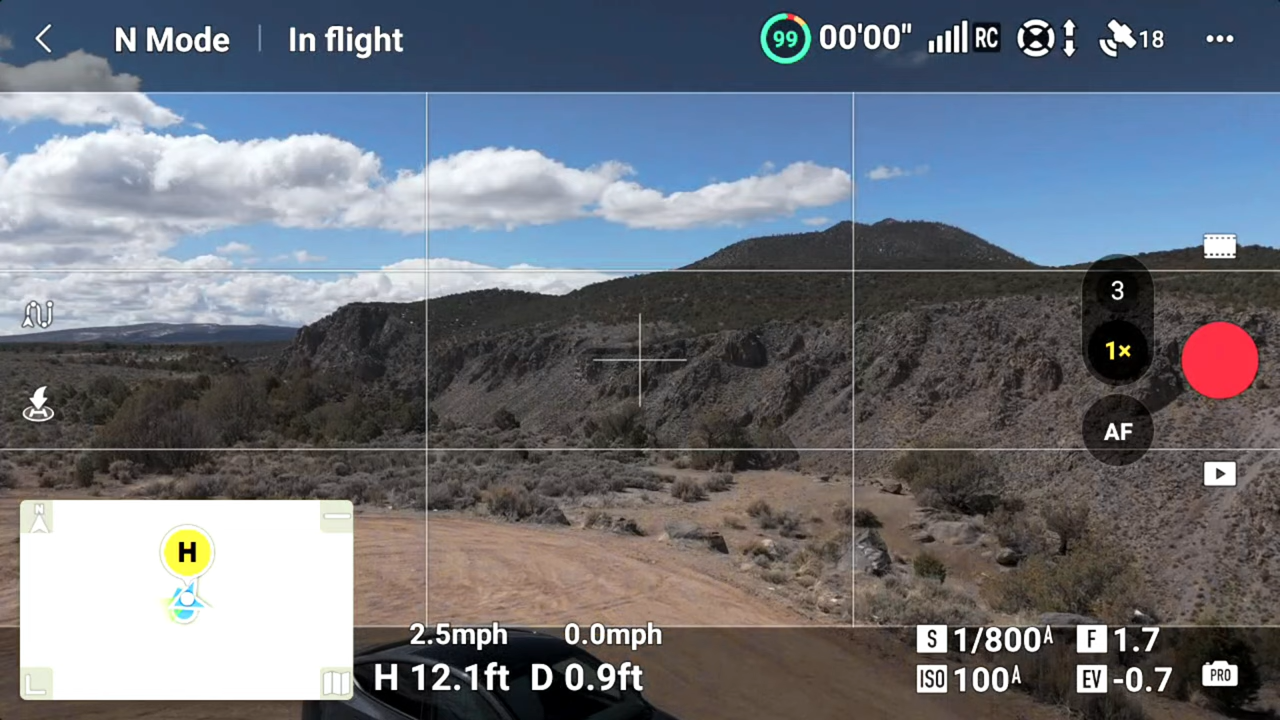 N Mode | In flight
99 00'00" RC 18
3
1×
AF
N
H
2.5mph 0.0mph
H 12.1ft D 0.9ft
S 1/800A F 1.7
ISO 100A EV -0.7
PRO